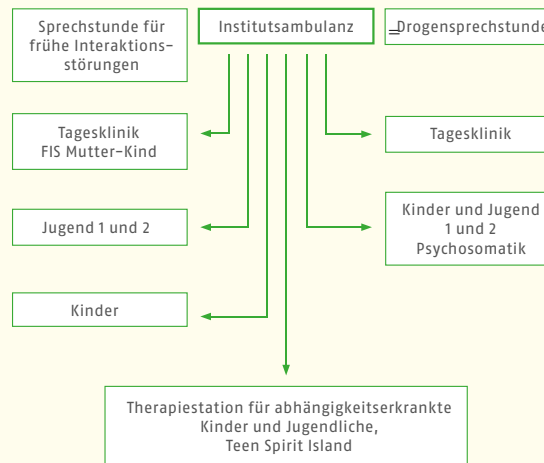 Sprechstunde für
frühe Interaktions-
störungen
Institutsambulanz
=Drogensprechstunde
Tagesklinik
FIS Mutter-Kind
Tagesklinik
Jugend 1 und 2
Kinder und Jugend
1 und 2
Psychosomatik
Kinder
Therapiestation für abhängigkeitserkrankte
Kinder und Jugendliche,
Teen Spirit Island